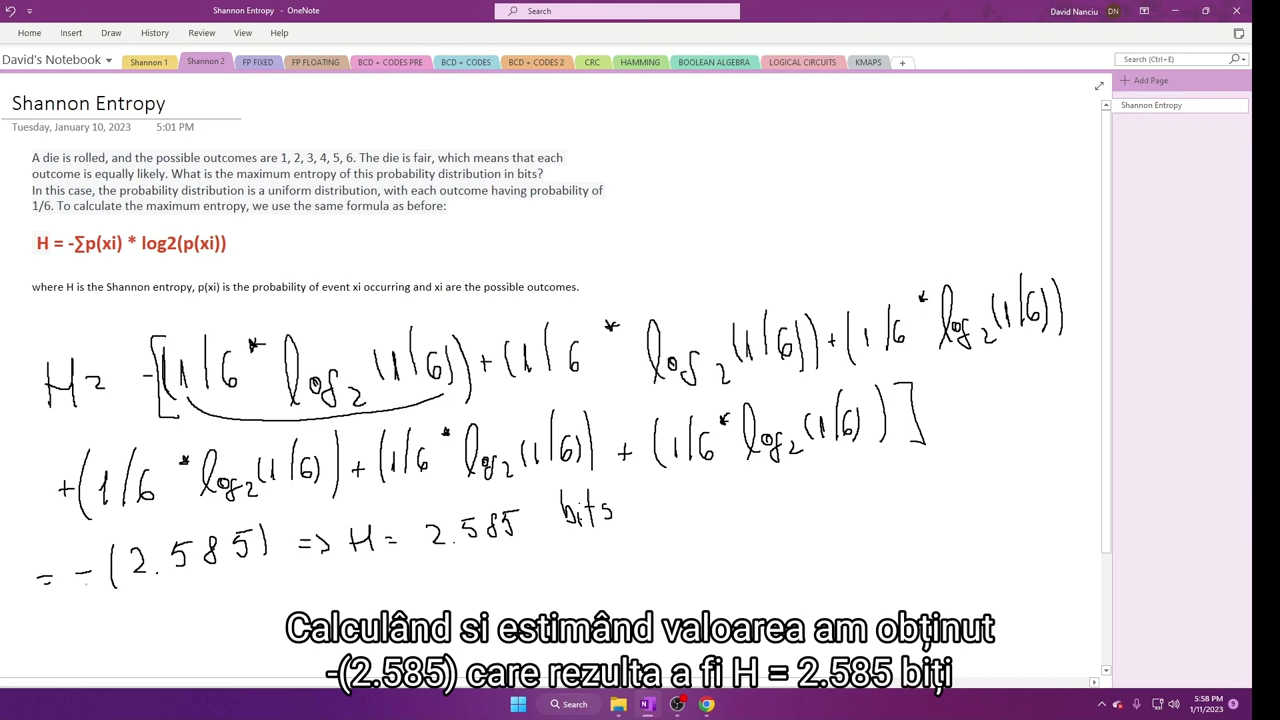 Shannon Entropy - OneNote
Search
David Nanciu
DN
Home Insert Draw History Review View Help
David's Notebook
Shannon 1
Shannon 2
FP FIXED
FP FLOATING
BCD + CODES PRE
BCD + CODES
BCD + CODES 2
CRC
HAMMING
BOOLEAN ALGEBRA
LOGICAL CIRCUITS
KMAPS
+
Search (Ctrl+E)
+ Add Page
Shannon Entropy
Shannon Entropy
Tuesday, January 10, 2023 5:01 PM
A die is rolled, and the possible outcomes are 1, 2, 3, 4, 5, 6. The die is fair, which means that each
outcome is equally likely. What is the maximum entropy of this probability distribution in bits?
In this case, the probability distribution is a uniform distribution, with each outcome having probability of
1/6. To calculate the maximum entropy, we use the same formula as before:
H = -∑p(xi) * log2(p(xi))
where H is the Shannon entropy, p(xi) is the probability of event xi occurring and xi are the possible outcomes.
H = -[(1/6 * log₂(1/6)) + (1/6 * log₂(1/6)) + (1/6 * log₂(1/6))
+ (1/6 * log₂(1/6)) + (1/6 * log₂(1/6)) + (1/6 * log₂(1/6))]
= -(2.585) => H = 2.585 bits
Calculând si estimând valoarea am obținut
-(2.585) care rezulta a fi H = 2.585 biți
Search
5:58 PM
1/11/2023